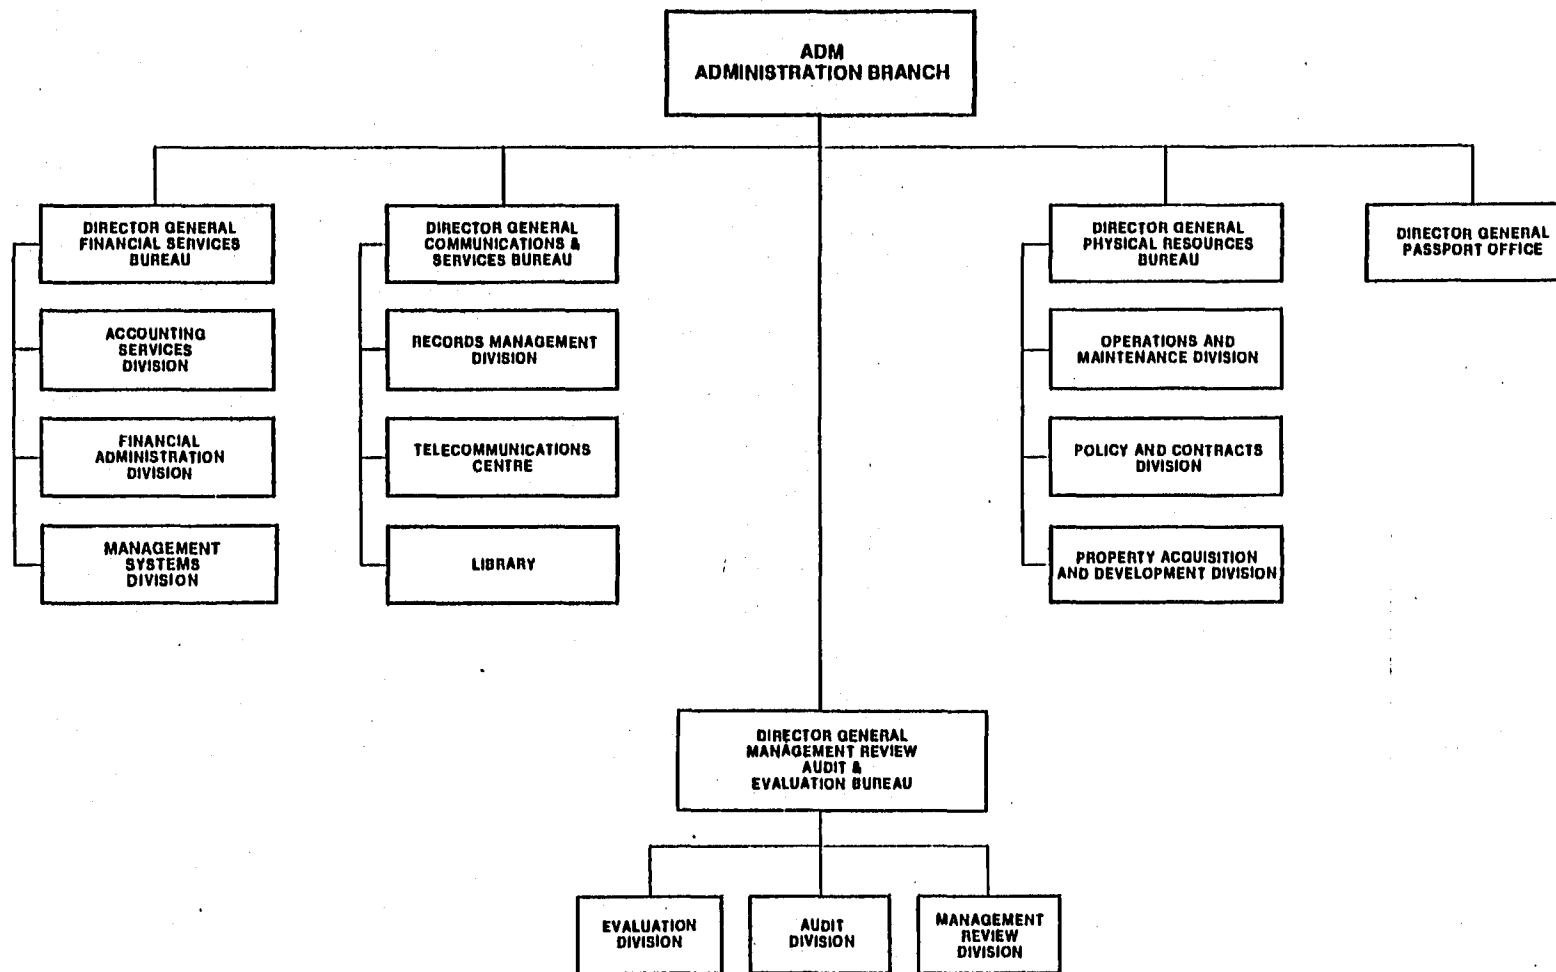 ADM
ADMINISTRATION BRANCH
DIRECTOR GENERAL
FINANCIAL SERVICES
BUREAU
ACCOUNTING
SERVICES
DIVISION
FINANCIAL
ADMINISTRATION
DIVISION
MANAGEMENT
SYSTEMS
DIVISION
DIRECTOR GENERAL
COMMUNICATIONS &
SERVICES BUREAU
RECORDS MANAGEMENT
DIVISION
TELECOMMUNICATIONS
CENTRE
LIBRARY
DIRECTOR GENERAL
PHYSICAL RESOURCES
BUREAU
OPERATIONS AND
MAINTENANCE DIVISION
POLICY AND CONTRACTS
DIVISION
PROPERTY ACQUISITION
AND DEVELOPMENT DIVISION
DIRECTOR GENERAL
PASSPORT OFFICE
DIRECTOR GENERAL
MANAGEMENT REVIEW
AUDIT &
EVALUATION BUREAU
EVALUATION
DIVISION
AUDIT
DIVISION
MANAGEMENT
REVIEW
DIVISION